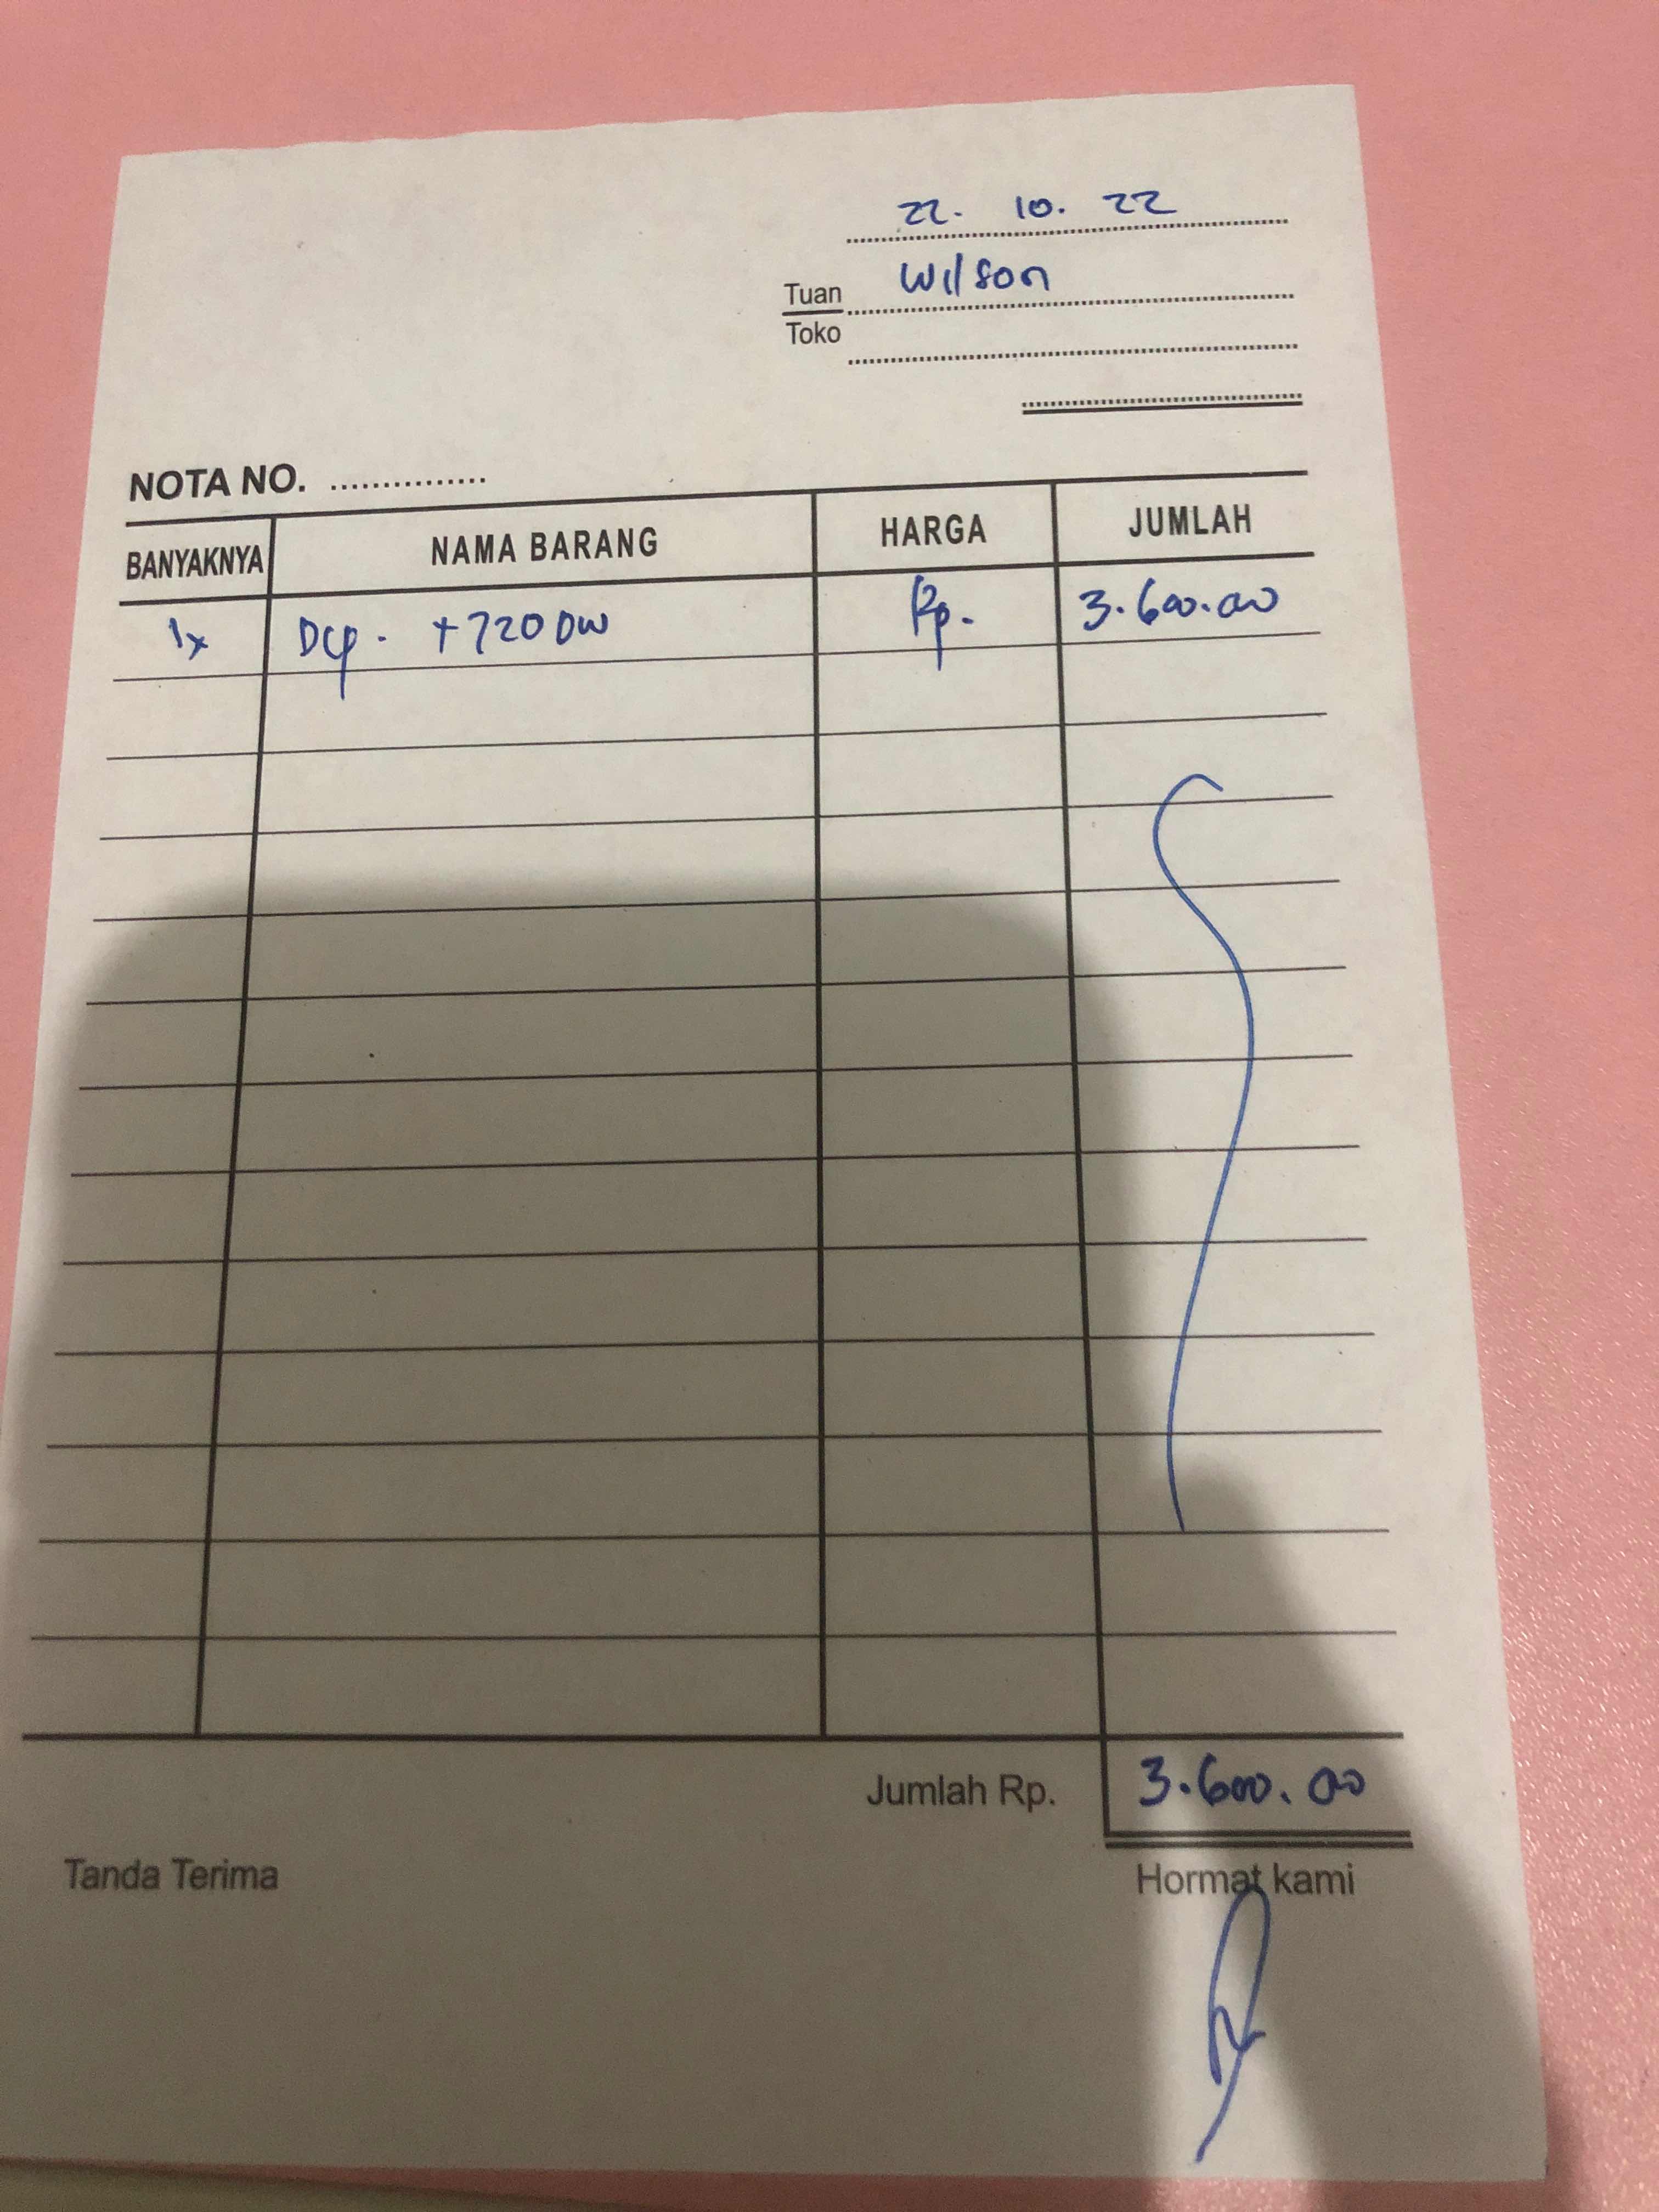 22. 10. 22
Tuan Wilson
Toko
NOTA NO. ...............
BANYAKNYA NAMA BARANG HARGA JUMLAH
1x Dcp. +720DW Rp. 3.600.00
Jumlah Rp. 3.600.00
Tanda Terima Hormat kami